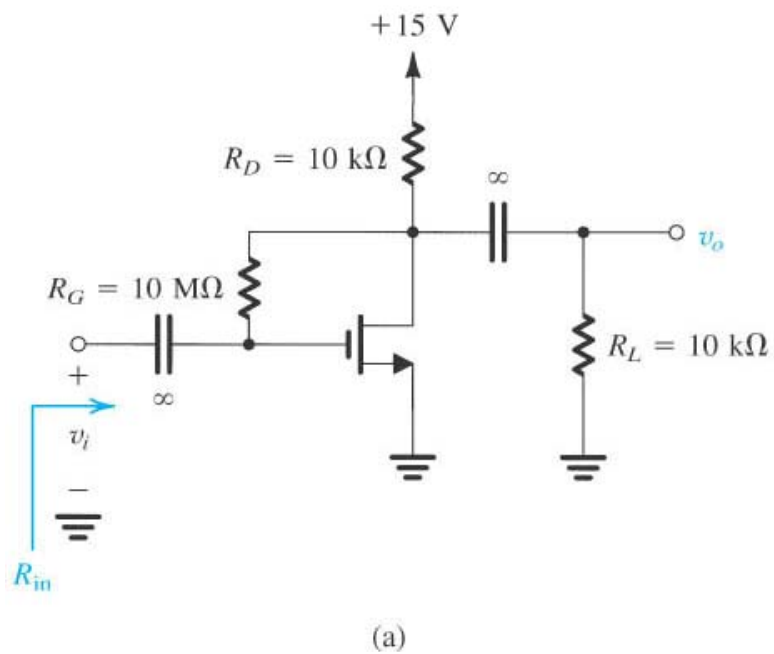 +15 V
R_D = 10 kΩ
∞
v_o
R_G = 10 MΩ
R_L = 10 kΩ
+
∞
v_i
−
R_in
(a)